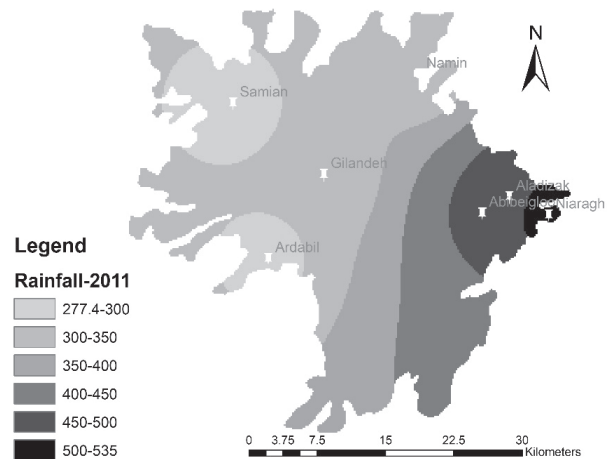 N
Namin
Samian
Gilandeh
Aladizak
Abibeigloo
Niaragh
Ardabil
Legend
Rainfall-2011
277.4-300
300-350
350-400
400-450
450-500
500-535
0 3.75 7.5 15 22.5 30
Kilometers